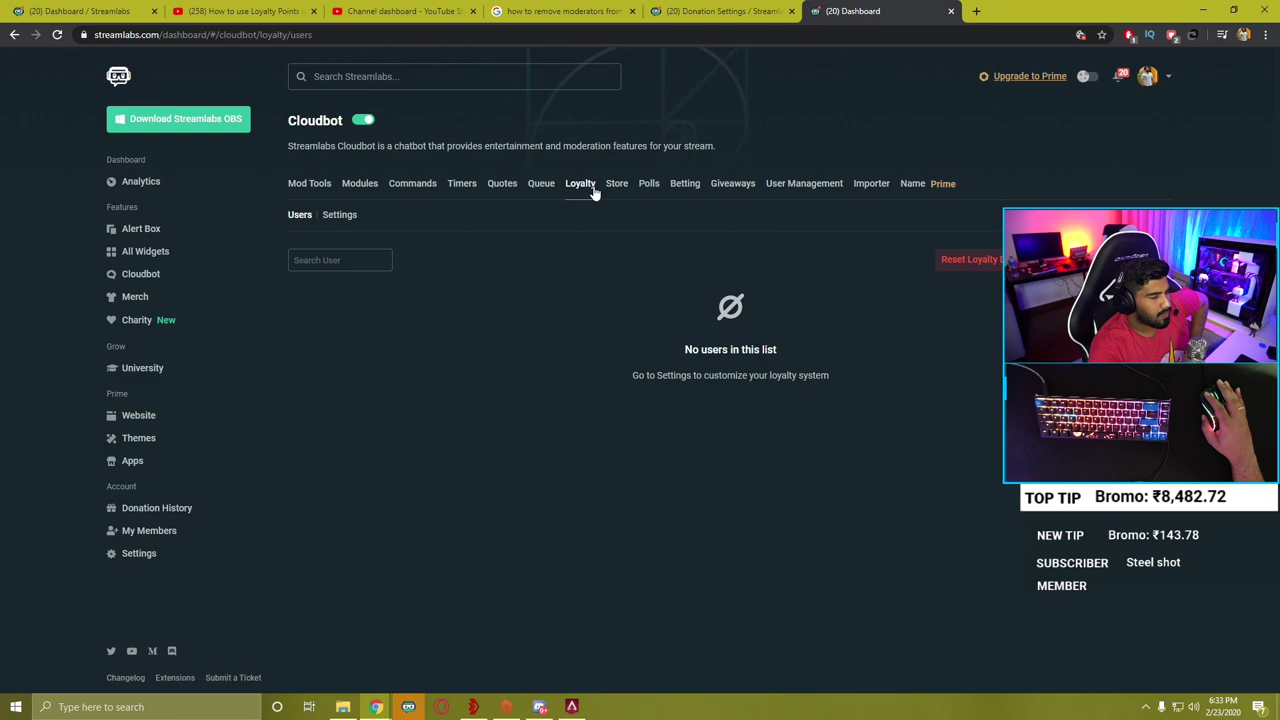 (20) Dashboard / Streamlabs
(258) How to use Loyalty Points -
Channel dashboard - YouTube St
how to remove moderators from
(20) Donation Settings / Streamlabs
(20) Dashboard
streamlabs.com/dashboard/#/cloudbot/loyalty/users
Search Streamlabs...
Upgrade to Prime
20
Download Streamlabs OBS
Cloudbot
Streamlabs Cloudbot is a chatbot that provides entertainment and moderation features for your stream.
Dashboard
Analytics
Mod Tools Modules Commands Timers Quotes Queue Loyalty Store Polls Betting Giveaways User Management Importer Name Prime
Features
Users | Settings
Alert Box
All Widgets
Search User
Reset Loyalty
Cloudbot
Merch
Charity New
Grow
No users in this list
University
Go to Settings to customize your loyalty system
Prime
Website
Themes
Apps
Account
Donation History
My Members
Settings
TOP TIP Bromo: ₹8,482.72
NEW TIP Bromo: ₹143.78
SUBSCRIBER Steel shot
MEMBER
Changelog Extensions Submit a Ticket
Type here to search
6:33 PM
2/23/2020